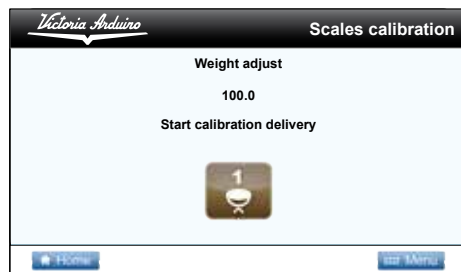 Victoria Arduino
Scales calibration
Weight adjust
100.0
Start calibration delivery
1
Home
Menu